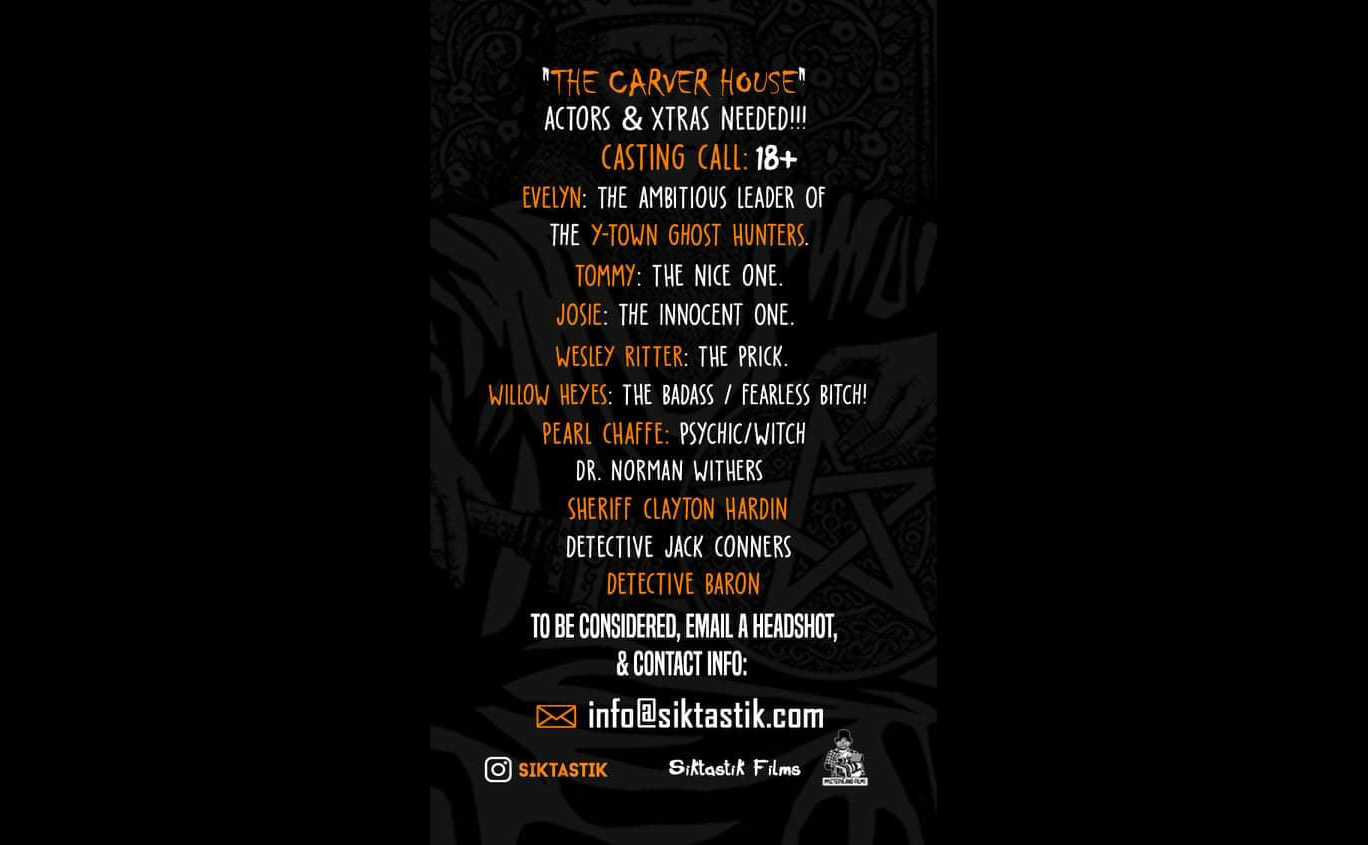 "THE CARVER HOUSE"
ACTORS & XTRAS NEEDED!!!
CASTING CALL: 18+
EVELYN: THE AMBITIOUS LEADER OF
THE Y-TOWN GHOST HUNTERS.
TOMMY: THE NICE ONE.
JOSIE: THE INNOCENT ONE.
WESLEY RITTER: THE PRICK.
WILLOW HEYES: THE BADASS / FEARLESS BITCH!
PEARL CHAFFE: PSYCHIC/WITCH
DR. NORMAN WITHERS
SHERIFF CLAYTON HARDIN
DETECTIVE JACK CONNERS
DETECTIVE BARON
TO BE CONSIDERED, EMAIL A HEADSHOT,
& CONTACT INFO:
info@siktastik.com
SIKTASTIK
Siktastik Films